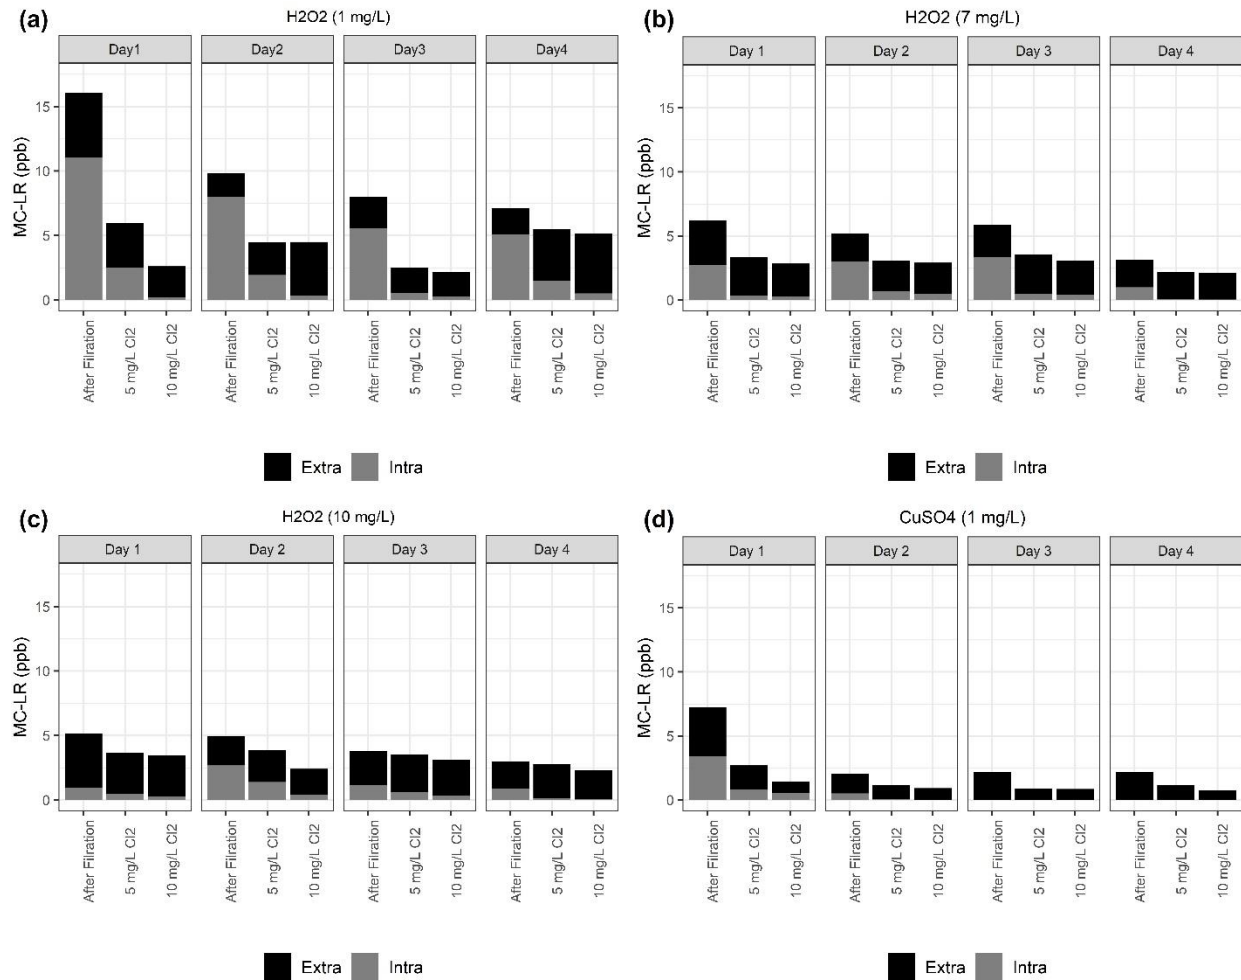 (a)
H2O2 (1 mg/L)
Day1
Day2
Day3
Day4
MC-LR (ppb)
15
10
5
0
After Filration
5 mg/L Cl2
10 mg/L Cl2
After Filration
5 mg/L Cl2
10 mg/L Cl2
After Filration
5 mg/L Cl2
10 mg/L Cl2
After Filration
5 mg/L Cl2
10 mg/L Cl2
Extra Intra
(b)
H2O2 (7 mg/L)
Day 1
Day 2
Day 3
Day 4
MC-LR (ppb)
15
10
5
0
After Filration
5 mg/L Cl2
10 mg/L Cl2
After Filration
5 mg/L Cl2
10 mg/L Cl2
After Filration
5 mg/L Cl2
10 mg/L Cl2
After Filration
5 mg/L Cl2
10 mg/L Cl2
Extra Intra
(c)
H2O2 (10 mg/L)
Day 1
Day 2
Day 3
Day 4
MC-LR (ppb)
15
10
5
0
After Filration
5 mg/L Cl2
10 mg/L Cl2
After Filration
5 mg/L Cl2
10 mg/L Cl2
After Filration
5 mg/L Cl2
10 mg/L Cl2
After Filration
5 mg/L Cl2
10 mg/L Cl2
Extra Intra
(d)
CuSO4 (1 mg/L)
Day 1
Day 2
Day 3
Day 4
MC-LR (ppb)
15
10
5
0
After Filration
5 mg/L Cl2
10 mg/L Cl2
After Filration
5 mg/L Cl2
10 mg/L Cl2
After Filration
5 mg/L Cl2
10 mg/L Cl2
After Filration
5 mg/L Cl2
10 mg/L Cl2
Extra Intra